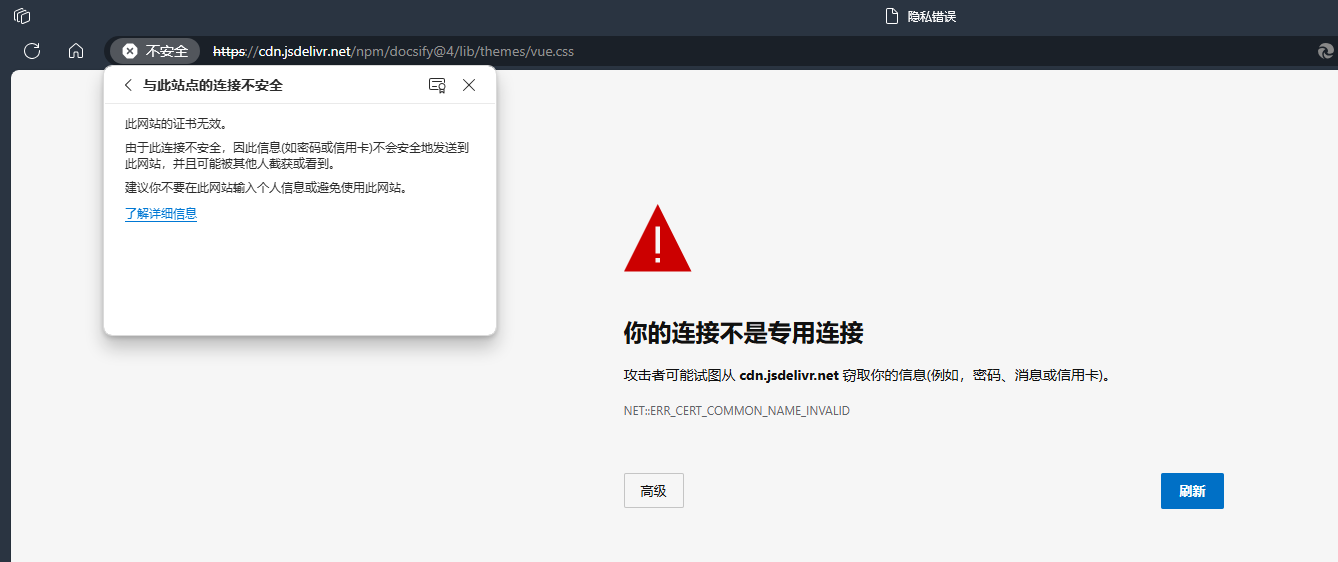 隐私错误
不安全 https://cdn.jsdelivr.net/npm/docsify@4/lib/themes/vue.css
与此站点的连接不安全
此网站的证书无效。
由于此连接不安全，因此信息(如密码或信用卡)不会安全地发送到
此网站，并且可能被其他人截获或看到。
建议你不要在此网站输入个人信息或避免使用此网站。
了解详细信息
你的连接不是专用连接
攻击者可能试图从 cdn.jsdelivr.net 窃取你的信息(例如，密码、消息或信用卡)。
NET::ERR_CERT_COMMON_NAME_INVALID
高级
刷新